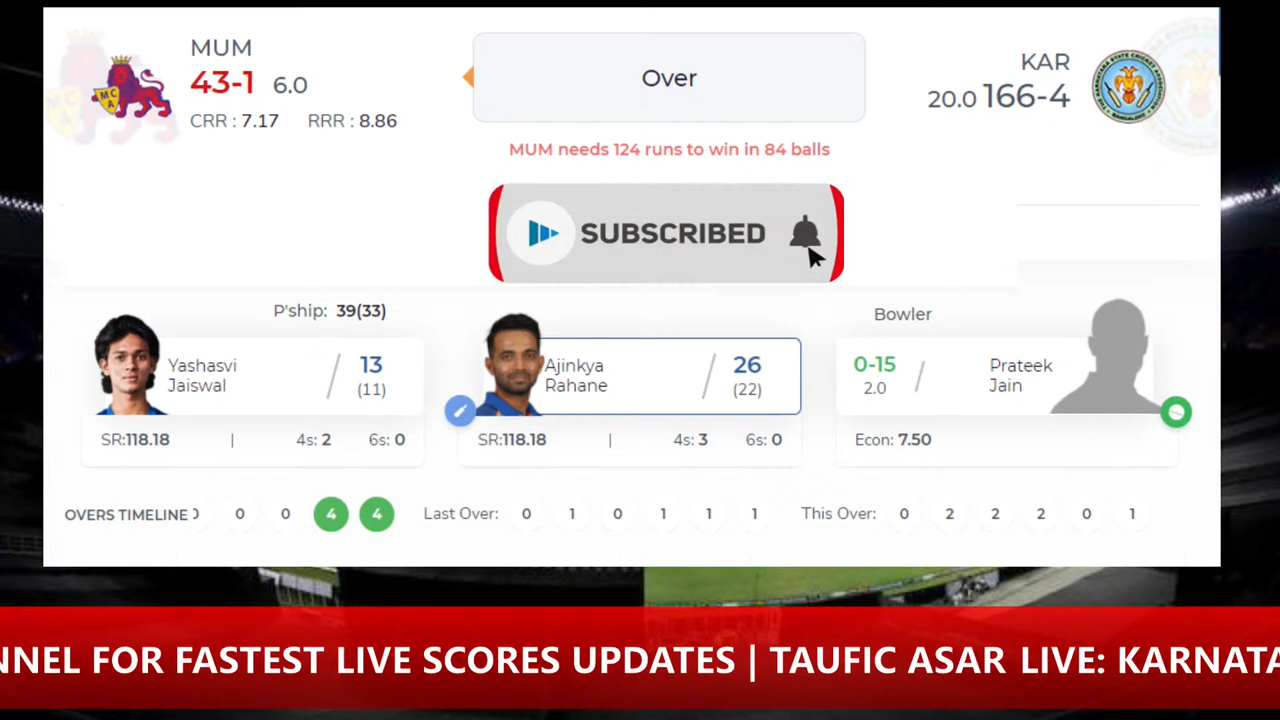 MUM
43-1 6.0
CRR : 7.17 RRR : 8.86
Over
KAR
20.0 166-4
MUM needs 124 runs to win in 84 balls
SUBSCRIBED
P'ship: 39(33)
Bowler
Yashasvi
Jaiswal
13
(11)
SR:118.18 | 4s: 2 6s: 0
Ajinkya
Rahane
26
(22)
SR:118.18 | 4s: 3 6s: 0
0-15
2.0
Prateek
Jain
Econ: 7.50
OVERS TIMELINE 0 0 4 4 Last Over: 0 1 0 1 1 1 This Over: 0 2 2 2 0 1
NNEL FOR FASTEST LIVE SCORES UPDATES | TAUFIC ASAR LIVE: KARNATA